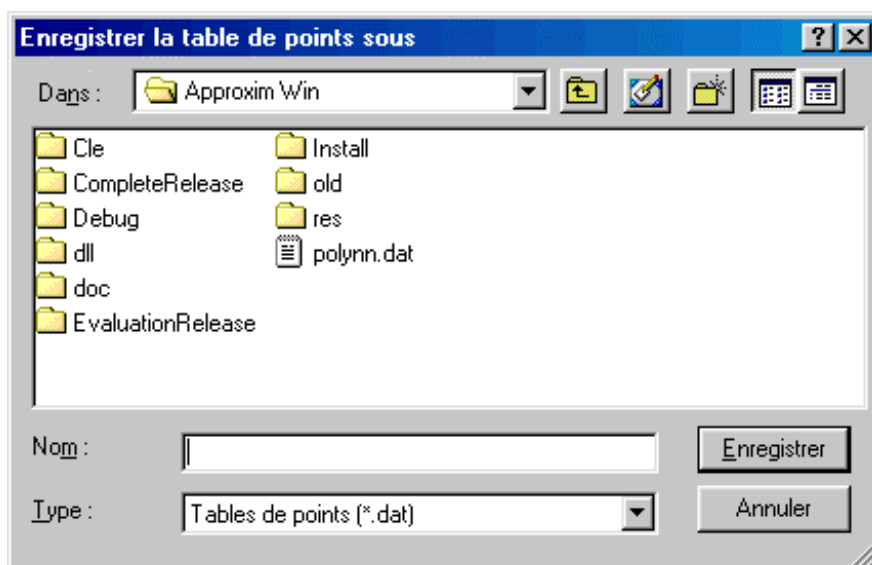 Enregistrer la table de points sous
Dans : Approxim Win
Cle Install
CompleteRelease old
Debug res
dll polynn.dat
doc
EvaluationRelease
Nom : Enregistrer
Type : Tables de points (*.dat) Annuler